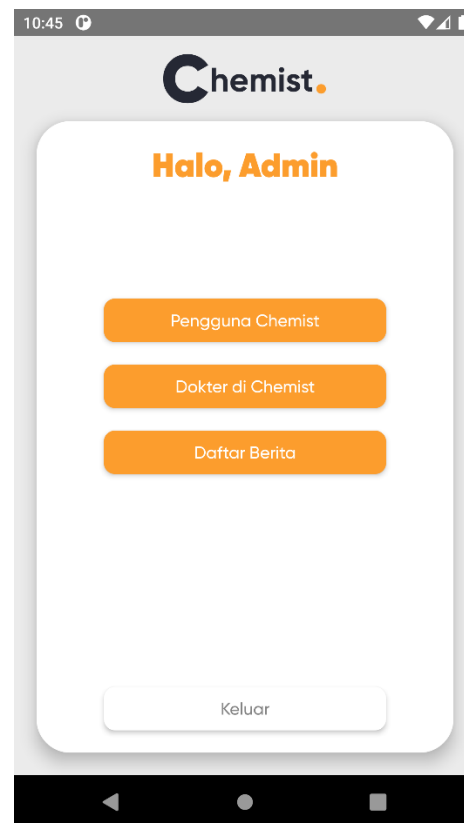 10:45
Chemist.
Halo, Admin
Pengguna Chemist
Dokter di Chemist
Daftar Berita
Keluar